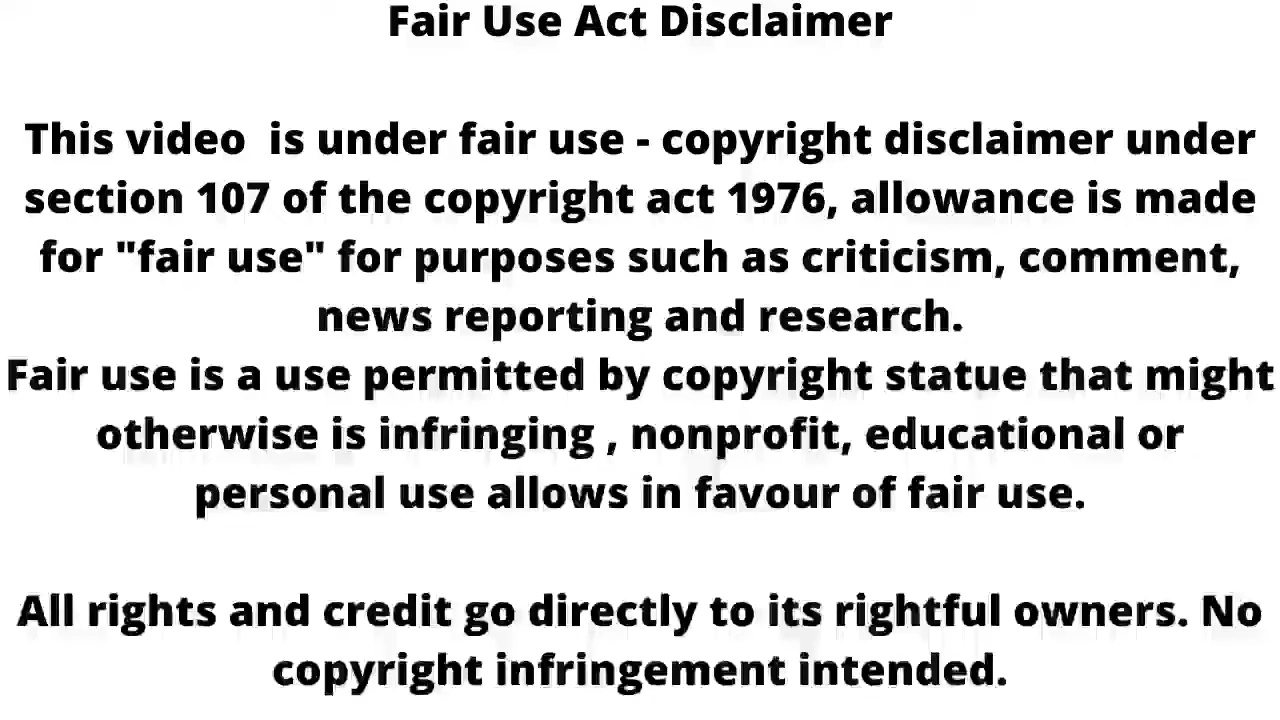 Fair Use Act Disclaimer
This video  is under fair use - copyright disclaimer under
section 107 of the copyright act 1976, allowance is made
for "fair use" for purposes such as criticism, comment,
news reporting and research.
Fair use is a use permitted by copyright statue that might
otherwise is infringing , nonprofit, educational or
personal use allows in favour of fair use.
All rights and credit go directly to its rightful owners. No
copyright infringement intended.